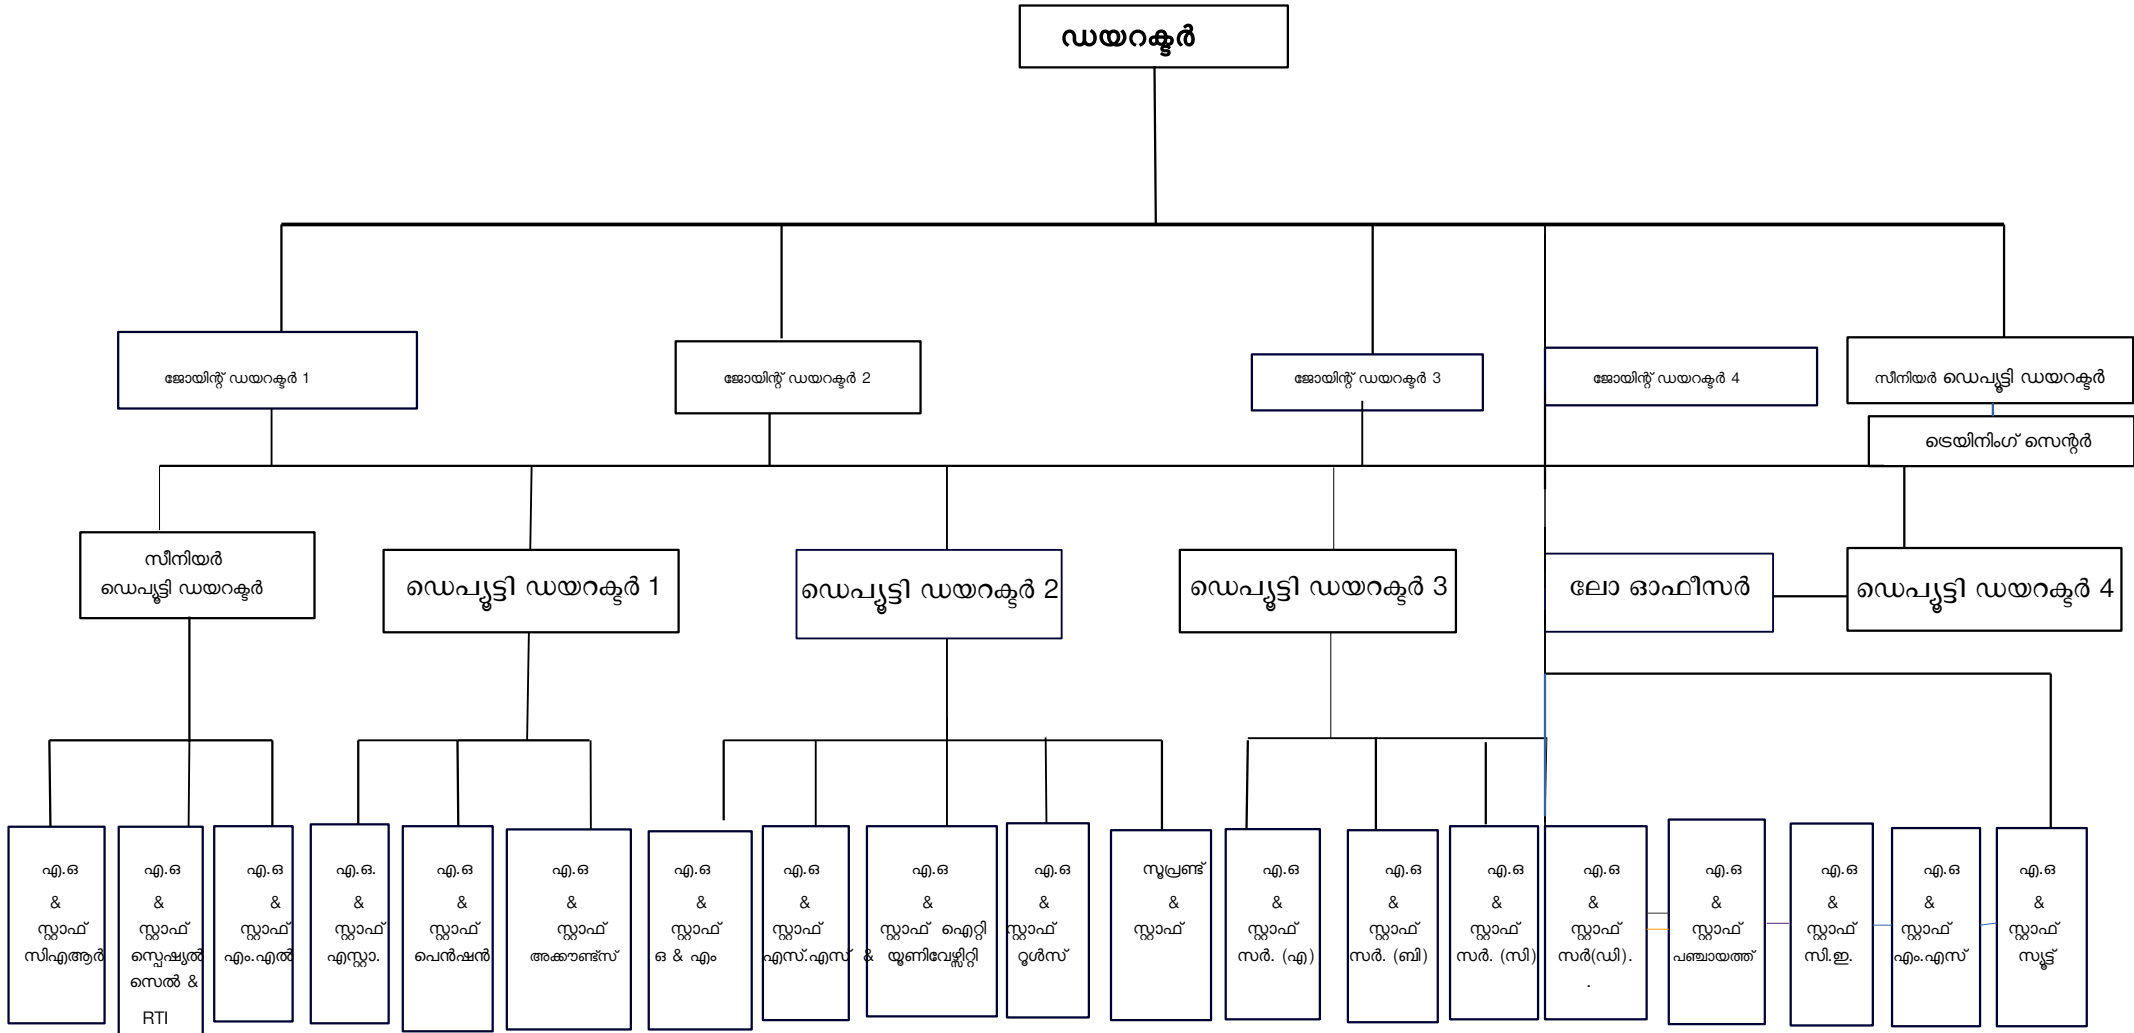 ഡയറക്ടർ
ജോയിന്റ് ഡയറക്ടർ 1
ജോയിന്റ് ഡയറക്ടർ 2
ജോയിന്റ് ഡയറക്ടർ 3
ജോയിന്റ് ഡയറക്ടർ 4
സീനിയർ ഡെപ്യൂട്ടി ഡയറക്ടർ
ട്രെയിനിംഗ് സെന്റർ
സീനിയർ
ഡെപ്യൂട്ടി ഡയറക്ടർ
ഡെപ്യൂട്ടി ഡയറക്ടർ 1
ഡെപ്യൂട്ടി ഡയറക്ടർ 2
ഡെപ്യൂട്ടി ഡയറക്ടർ 3
ലോ ഓഫീസർ
ഡെപ്യൂട്ടി ഡയറക്ടർ 4
എ.ഒ
&
സ്റ്റാഫ്
സിഎആർ
എ.ഒ
&
സ്റ്റാഫ്
സ്പെഷ്യൽ
സെൽ &
RTI
എ.ഒ
&
സ്റ്റാഫ്
എം.എൽ
എ.ഒ.
&
സ്റ്റാഫ്
എസ്റ്റാ.
എ.ഒ
&
സ്റ്റാഫ്
പെൻഷൻ
എ.ഒ
&
സ്റ്റാഫ്
അക്കൗണ്ട്സ്
എ.ഒ
&
സ്റ്റാഫ്
ഒ & എം
എ.ഒ
&
സ്റ്റാഫ്
എസ്.എസ്
എ.ഒ
&
സ്റ്റാഫ് ഐറ്റി
& യൂണിവേഴ്സിറ്റി
എ.ഒ
&
സ്റ്റാഫ്
റൂൾസ്
സൂപ്രണ്ട്
&
സ്റ്റാഫ്
എ.ഒ
&
സ്റ്റാഫ്
സർ. (എ)
എ.ഒ
&
സ്റ്റാഫ്
സർ. (ബി)
എ.ഒ
&
സ്റ്റാഫ്
സർ. (സി)
എ.ഒ
&
സ്റ്റാഫ്
സർ(ഡി).
.
എ.ഒ
&
സ്റ്റാഫ്
പഞ്ചായത്ത്
എ.ഒ
&
സ്റ്റാഫ്
സി.ഇ.
എ.ഒ
&
സ്റ്റാഫ്
എം.എസ്
എ.ഒ
&
സ്റ്റാഫ്
സ്യൂട്ട്